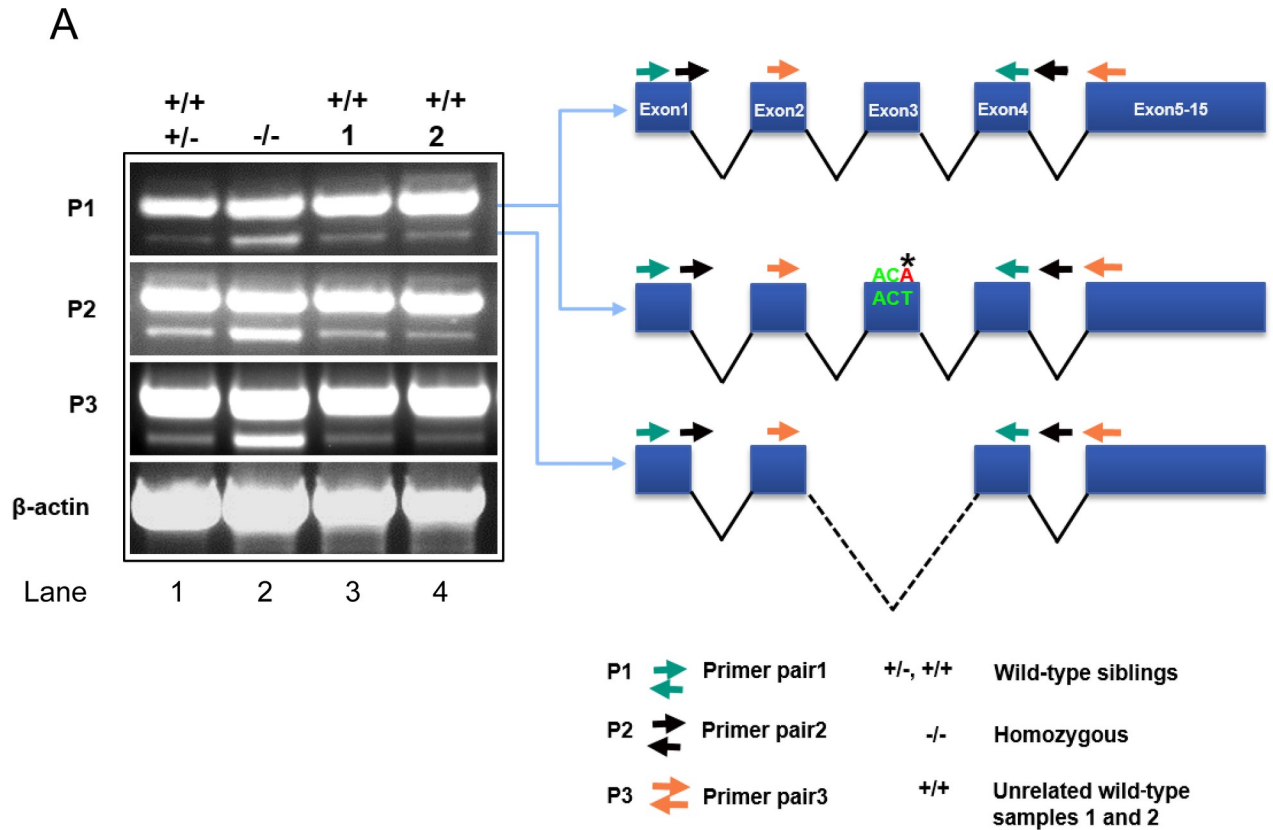 A
+/+ +/+ +/+
+/- -/- 1 2
P1
P2
P3
β-actin
Lane 1 2 3 4
Exon1 Exon2 Exon3 Exon4 Exon5-15
*
ACA
ACT
P1 Primer pair1 +/-, +/+ Wild-type siblings
P2 Primer pair2 -/- Homozygous
P3 Primer pair3 +/+ Unrelated wild-type
samples 1 and 2